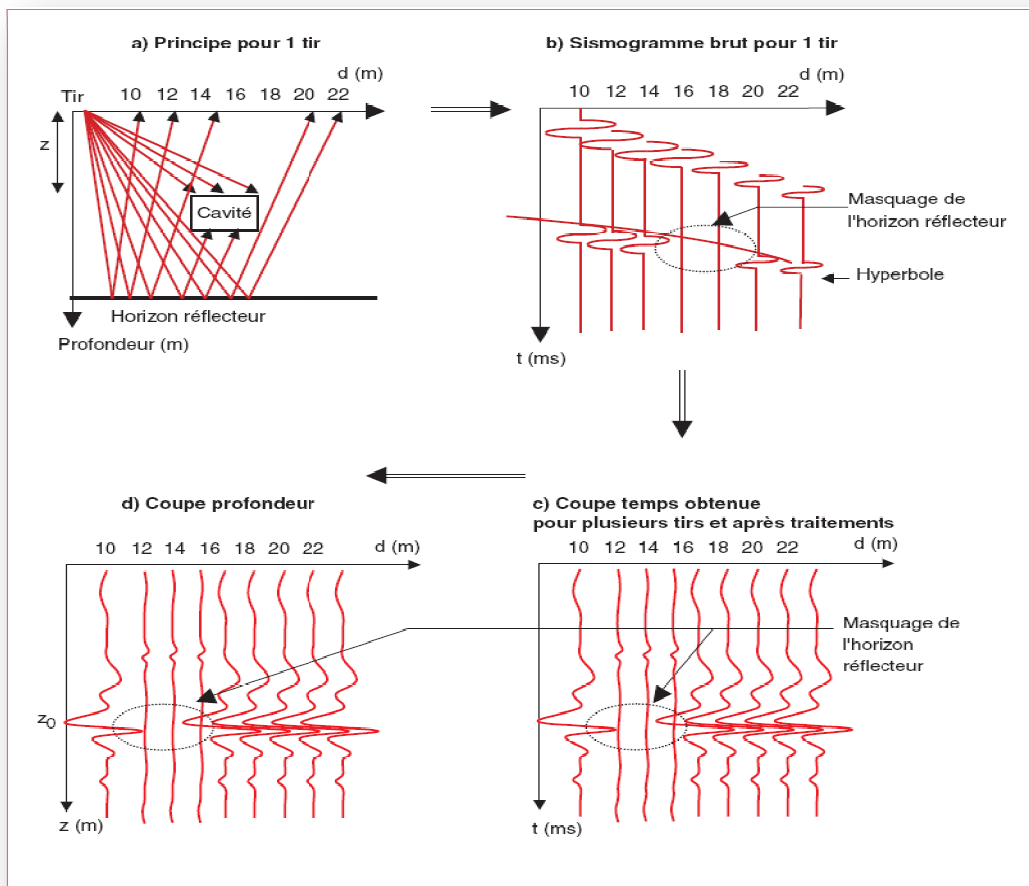 a) Principe pour 1 tir
d (m)
Tir
10 12 14 16 18 20 22
z
Cavité
Horizon réflecteur
Profondeur (m)
b) Sismogramme brut pour 1 tir
d (m)
10 12 14 16 18 20 22
Masquage de
l'horizon réflecteur
Hyperbole
t (ms)
d) Coupe profondeur
10 12 14 16 18 20 22
d (m)
z0
z (m)
c) Coupe temps obtenue
pour plusieurs tirs et après traitements
10 12 14 16 18 20 22
d (m)
Masquage de
l'horizon
réflecteur
t (ms)